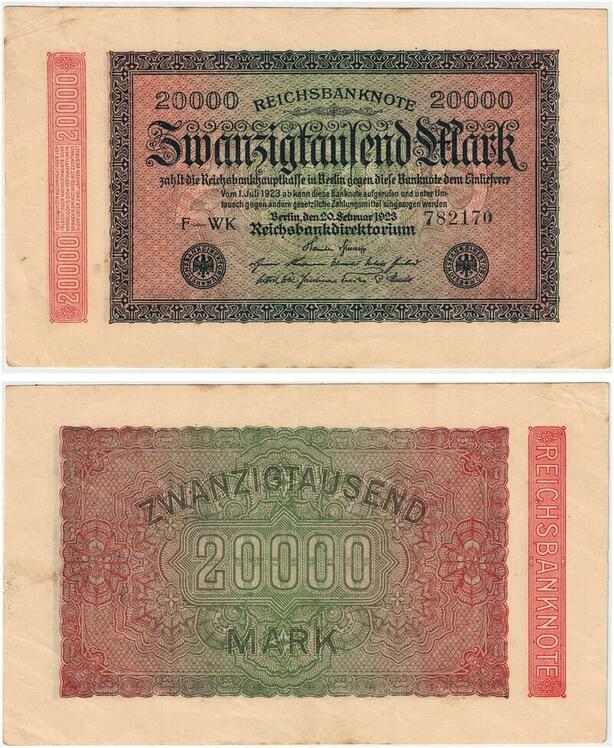 20000
20000 REICHSBANKNOTE 20000
Zwanzigtausend Mark
zahlt die Reichsbankhauptkasse in Berlin gegen diese Banknote dem Einlieferer
Vom 1. Juli 1923 ab kann diese Banknote aufgerufen und unter Um-
tausch gegen andere gesetzliche Zahlungsmittel eingezogen werden
Berlin, den 20. Februar 1923
F–WK 782170
Reichsbankdirektorium
20000
ZWANZIGTAUSEND
20000
MARK
REICHSBANKNOTE